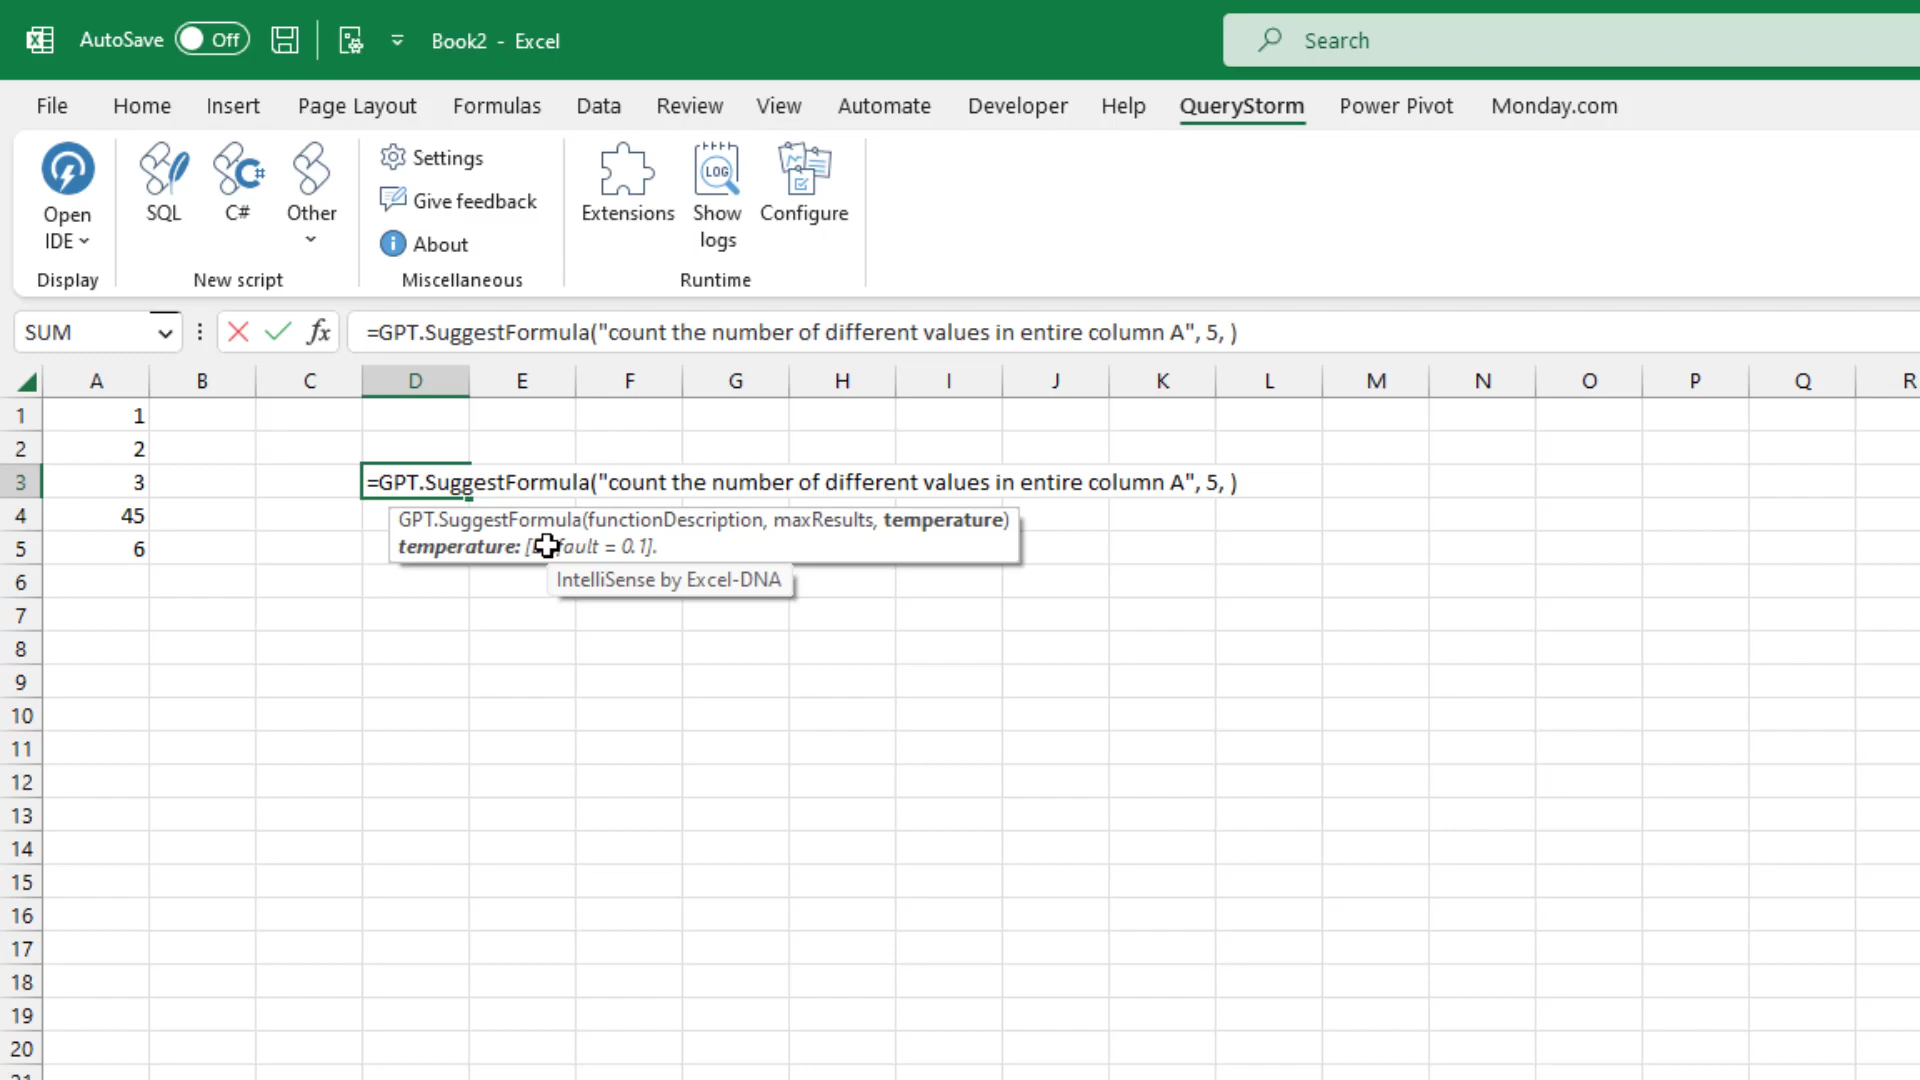 AutoSave Off Book2 - Excel Search
File Home Insert Page Layout Formulas Data Review View Automate Developer Help QueryStorm Power Pivot Monday.com
Open IDE
Display
SQL C# Other
New script
Settings
Give feedback
About
Miscellaneous
Extensions Show logs Configure
LOG
Runtime
SUM fx =GPT.SuggestFormula("count the number of different values in entire column A", 5, )
A B C D E F G H I J K L M N O P Q R
1 1
2 2
3 3 =GPT.SuggestFormula("count the number of different values in entire column A", 5, )
4 45 GPT.SuggestFormula(functionDescription, maxResults, temperature)
5 6 temperature: [Default = 0.1].
6 IntelliSense by Excel-DNA
7
8
9
10
11
12
13
14
15
16
17
18
19
20
21